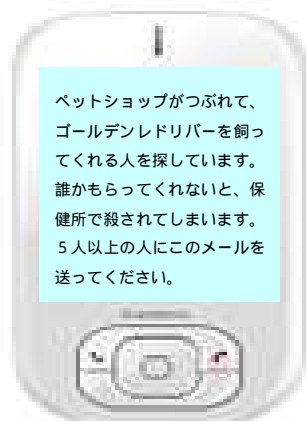 ペットショップがつぶれて、
ゴールデンレドリバーを飼っ
てくれる人を探しています。
誰かもらってくれないと、保
健所で殺されてしまいます。
５人以上の人にこのメールを
送ってください。